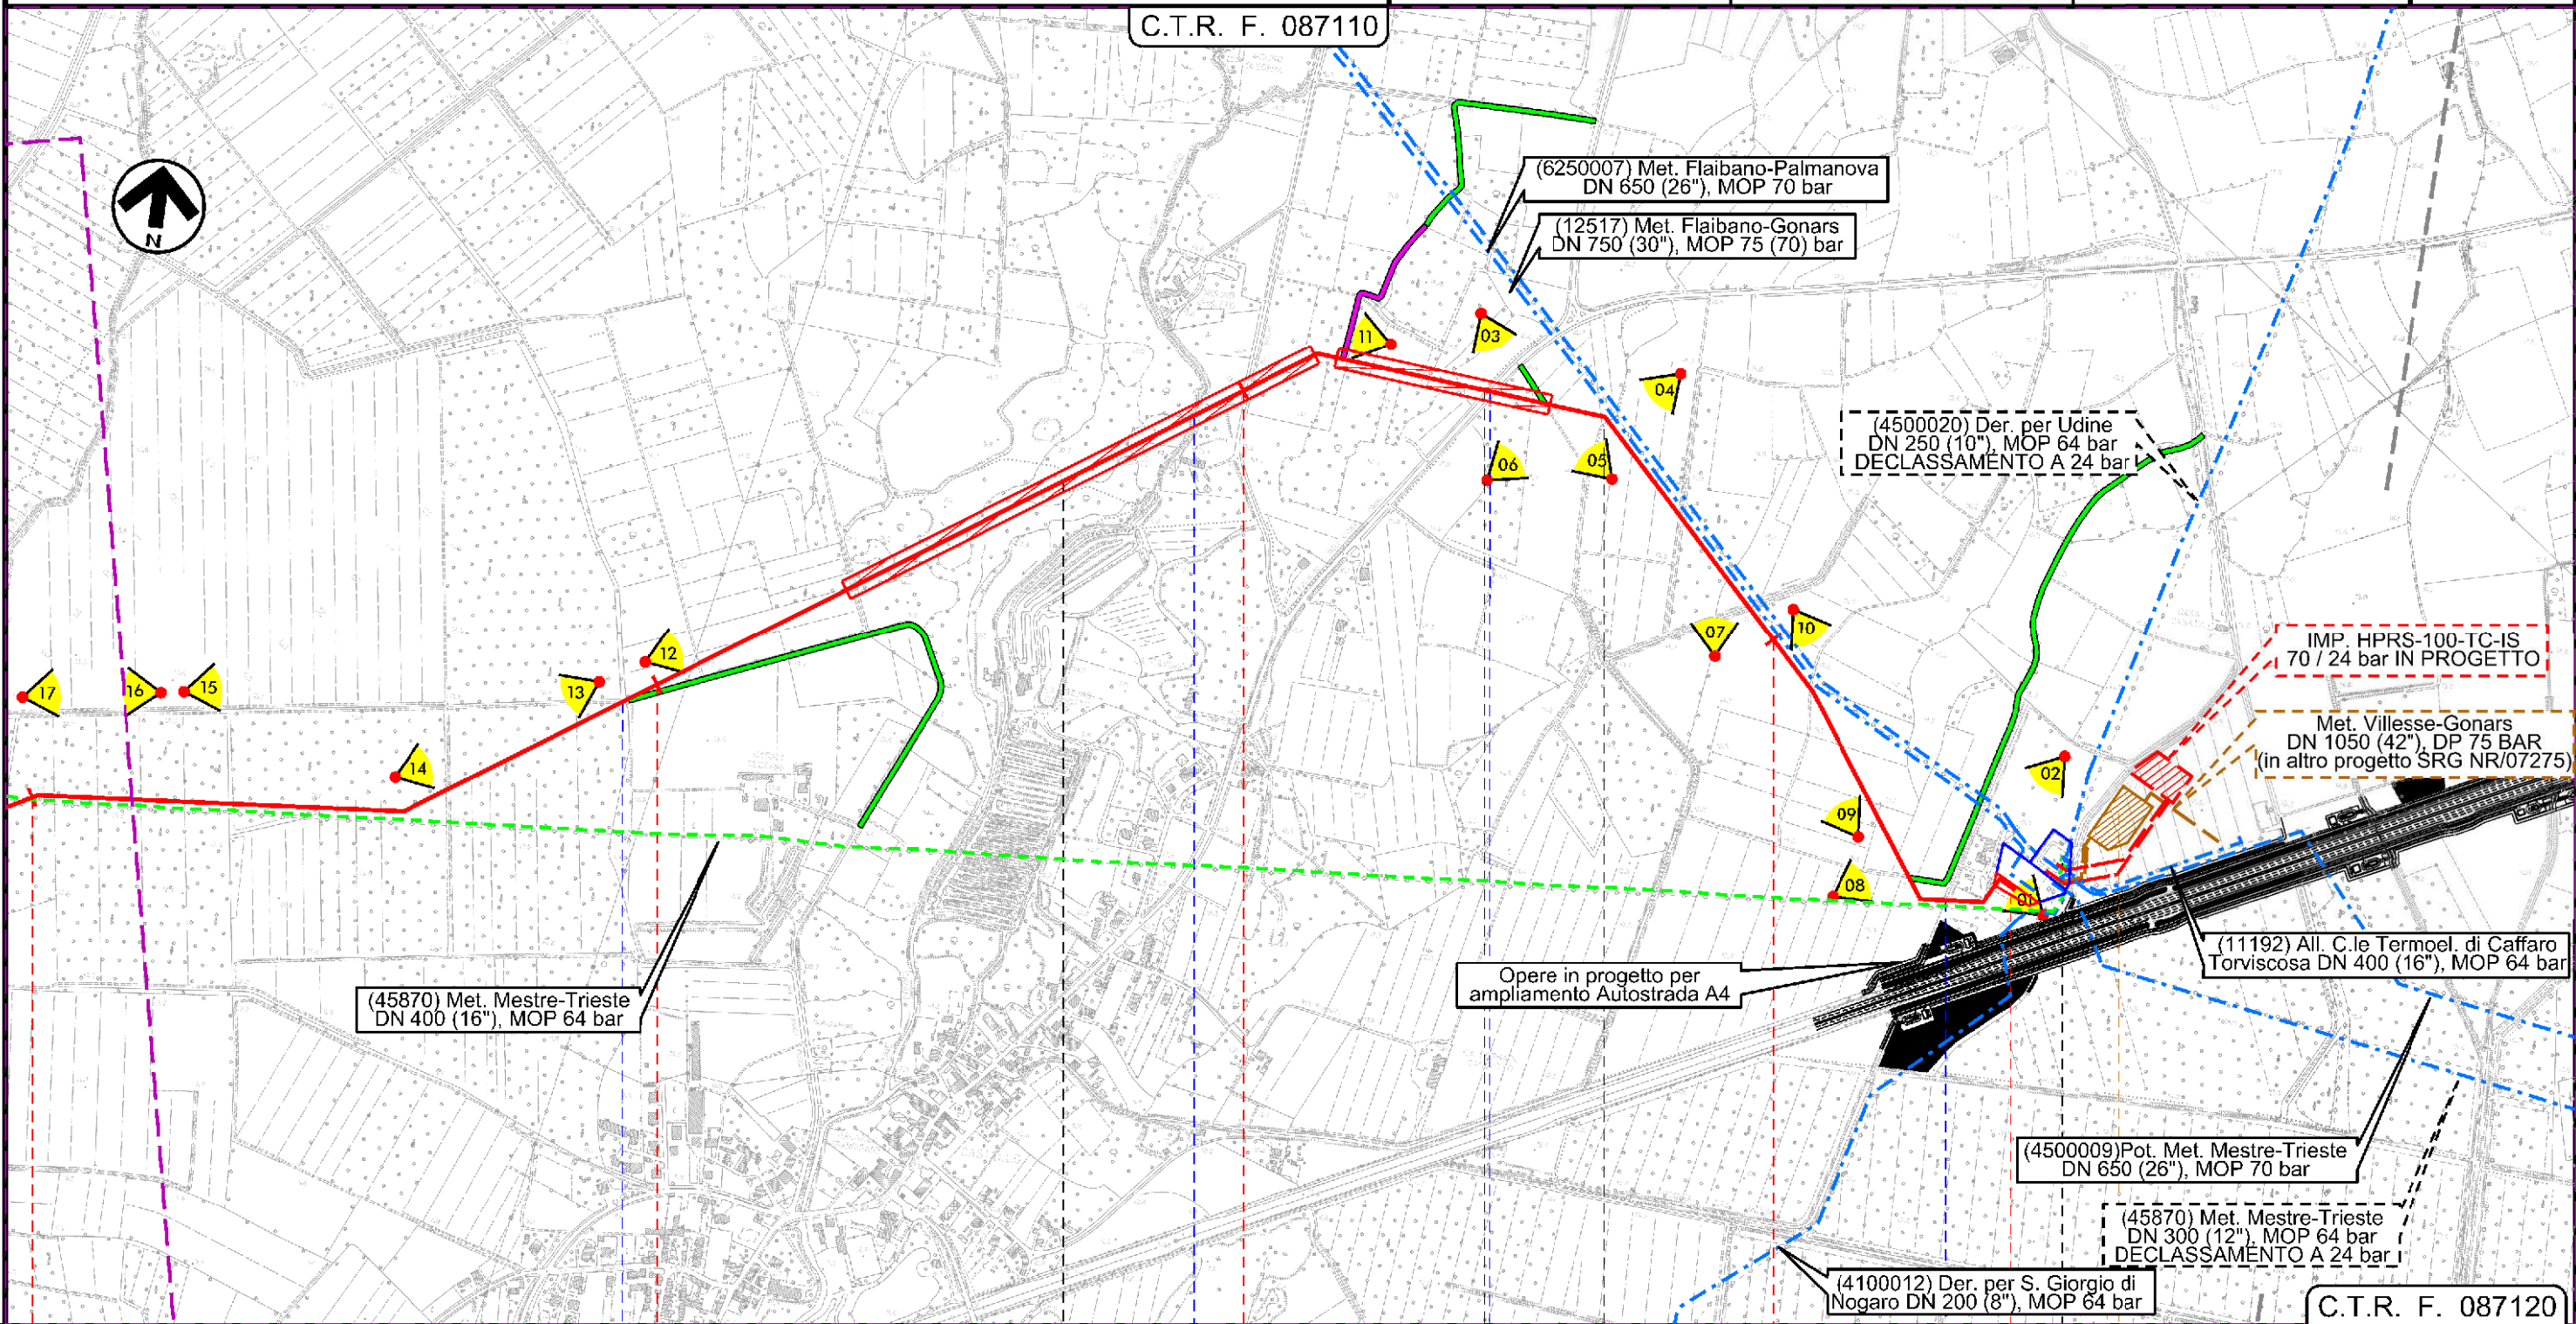 C.T.R. F. 087110
N
(6250007) Met. Flaibano-Palmanova
DN 650 (26"), MOP 70 bar
(12517) Met. Flaibano-Gonars
DN 750 (30"), MOP 75 (70) bar
11
03
04
(4500020) Der. per Udine
DN 250 (10"), MOP 64 bar
DECLASSAMENTO A 24 bar
06
05
07
10
IMP. HPRS-100-TC-IS
70 / 24 bar IN PROGETTO
12
13
17
16
15
14
Met. Villesse-Gonars
DN 1050 (42"), DP 75 BAR
(in altro progetto SRG NR/07275)
02
09
08
01
(11192) All. C.le Termoel. di Caffaro
Torviscosa DN 400 (16"), MOP 64 bar
Opere in progetto per
ampliamento Autostrada A4
(45870) Met. Mestre-Trieste
DN 400 (16"), MOP 64 bar
(4500009)Pot. Met. Mestre-Trieste
DN 650 (26"), MOP 70 bar
(45870) Met. Mestre-Trieste
DN 300 (12"), MOP 64 bar
DECLASSAMENTO A 24 bar
(4100012) Der. per S. Giorgio di
Nogaro DN 200 (8"), MOP 64 bar
C.T.R. F. 087120